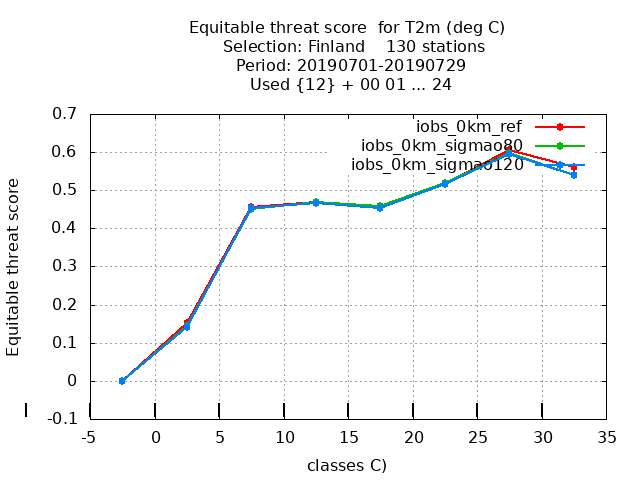 Equitable threat score  for T2m (deg C)
Selection: Finland    130 stations
Period: 20190701-20190729
Used {12} + 00 01 ... 24
iobs_0km_ref
iobs_0km_sigmao80
iobs_0km_sigmao120
Equitable threat score
0.7
0.6
0.5
0.4
0.3
0.2
0.1
0
-0.1
-5 0 5 10 15 20 25 30 35
classes C)